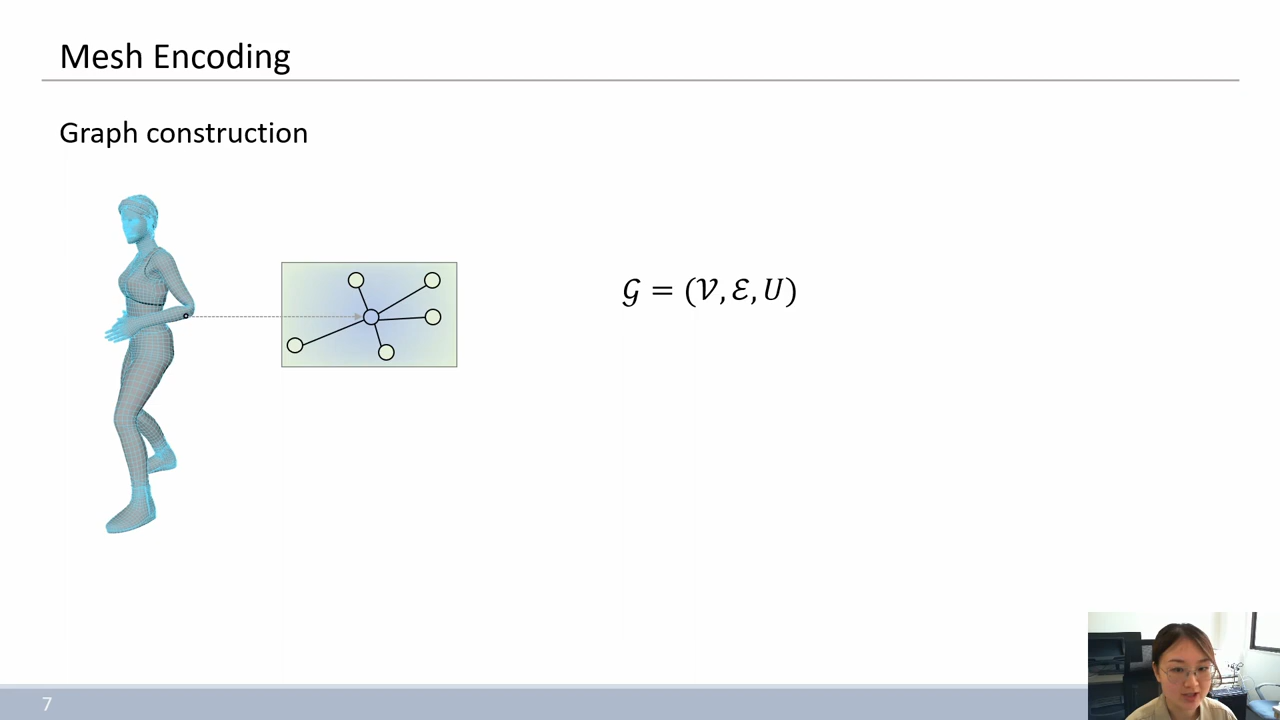 Mesh Encoding
Graph construction
𝒢 = (𝒱, ℰ, 𝑈)
7